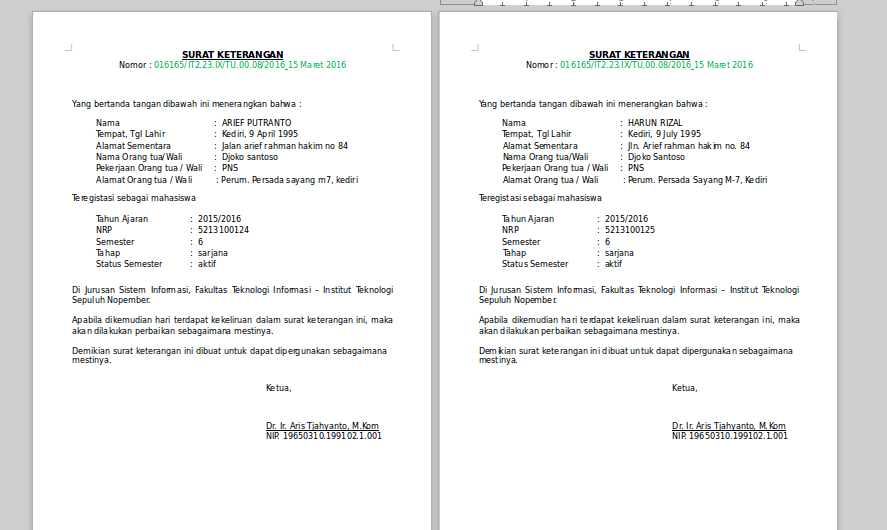 SURAT KETERANGAN
Nomor : 016165/IT2.23.IX/TU.00.08/2016 15 Maret 2016
Yang bertanda tangan dibawah ini menerangkan bahwa :
Nama : ARIEF PUTRANTO
Tempat, Tgl Lahir : Kediri, 9 April 1995
Alamat Sementara : Jalan arief rahman hakim no 84
Nama Orang tua/Wali : Djoko santoso
Pekerjaan Orang tua / Wali : PNS
Alamat Orang tua / Wali : Perum. Persada sayang m7, kediri
Teregistasi sebagai mahasiswa
Tahun Ajaran : 2015/2016
NRP : 5213100124
Semester : 6
Tahap : sarjana
Status Semester : aktif
Di Jurusan Sistem Informasi, Fakultas Teknologi Informasi – Institut Teknologi
Sepuluh Nopember.
Apabila dikemudian hari terdapat kekeliruan dalam surat keterangan ini, maka
akan dilakukan perbaikan sebagaimana mestinya.
Demikian surat keterangan ini dibuat untuk dapat dipergunakan sebagaimana
mestinya.
Ketua,
Dr. Ir. Aris Tjahyanto, M.Kom
NIP. 19650310.199102.1.001
SURAT KETERANGAN
Nomor : 016165/IT2.23.IX/TU.00.08/2016 15 Maret 2016
Yang bertanda tangan dibawah ini menerangkan bahwa :
Nama : HARUN RIZAL
Tempat, Tgl Lahir : Kediri, 9 July 1995
Alamat Sementara : Jln. Arief rahman hakim no. 84
Nama Orang tua/Wali : Djoko Santoso
Pekerjaan Orang tua / Wali : PNS
Alamat Orang tua / Wali : Perum. Persada Sayang M-7, Kediri
Teregistasi sebagai mahasiswa
Tahun Ajaran : 2015/2016
NRP : 5213100125
Semester : 6
Tahap : sarjana
Status Semester : aktif
Di Jurusan Sistem Informasi, Fakultas Teknologi Informasi – Institut Teknologi
Sepuluh Nopember.
Apabila dikemudian hari terdapat kekeliruan dalam surat keterangan ini, maka
akan dilakukan perbaikan sebagaimana mestinya.
Demikian surat keterangan ini dibuat untuk dapat dipergunakan sebagaimana
mestinya.
Ketua,
Dr. Ir. Aris Tjahyanto, M.Kom
NIP. 19650310.199102.1.001